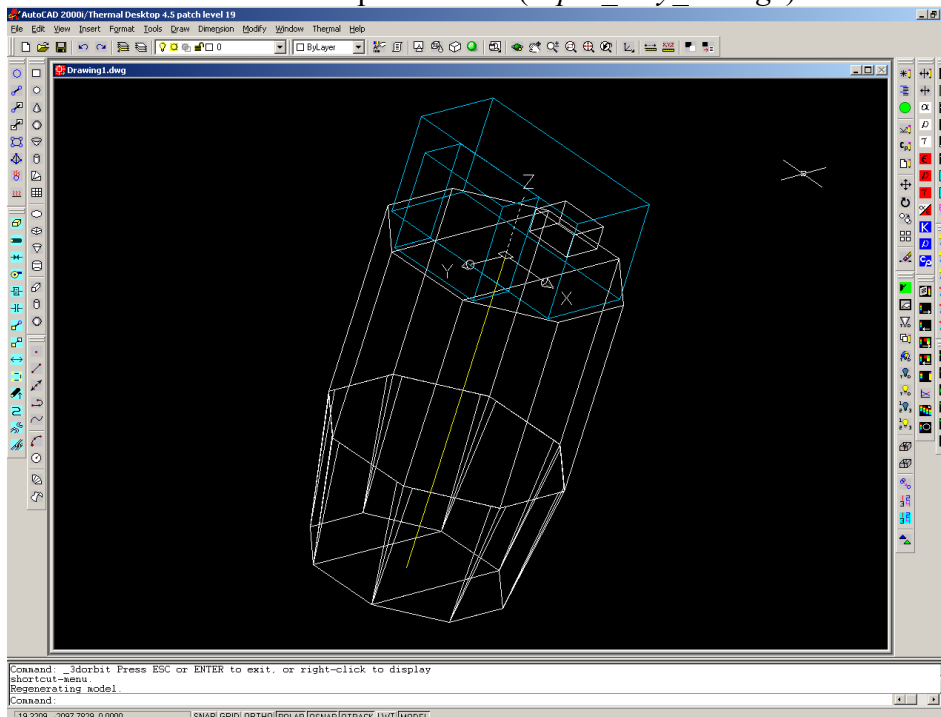 AutoCAD 2000i/Thermal Desktop 4.5 patch level 19
File Edit View Insert Format Tools Draw Dimension Modify Window Thermal Help
0 ByLayer
Drawing1.dwg
Z
Y
X
Command: _3dorbit Press ESC or ENTER to exit, or right-click to display
shortcut-menu.
Regenerating model.
Command:
SNAP GRID ORTHO POLAR OSNAP OTRACK LWT MODEL